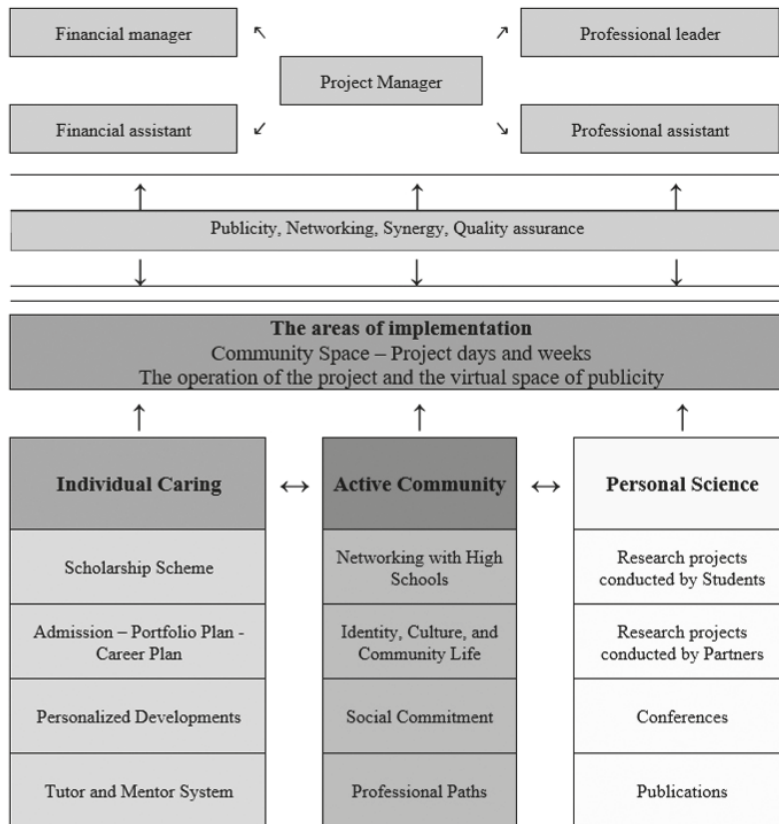 Financial manager
Professional leader
Project Manager
Financial assistant
Professional assistant
Publicity, Networking, Synergy, Quality assurance
The areas of implementation
Community Space – Project days and weeks
The operation of the project and the virtual space of publicity
Individual Caring
Scholarship Scheme
Admission – Portfolio Plan -
Career Plan
Personalized Developments
Tutor and Mentor System
Active Community
Networking with High
Schools
Identity, Culture, and
Community Life
Social Commitment
Professional Paths
Personal Science
Research projects
conducted by Students
Research projects
conducted by Partners
Conferences
Publications